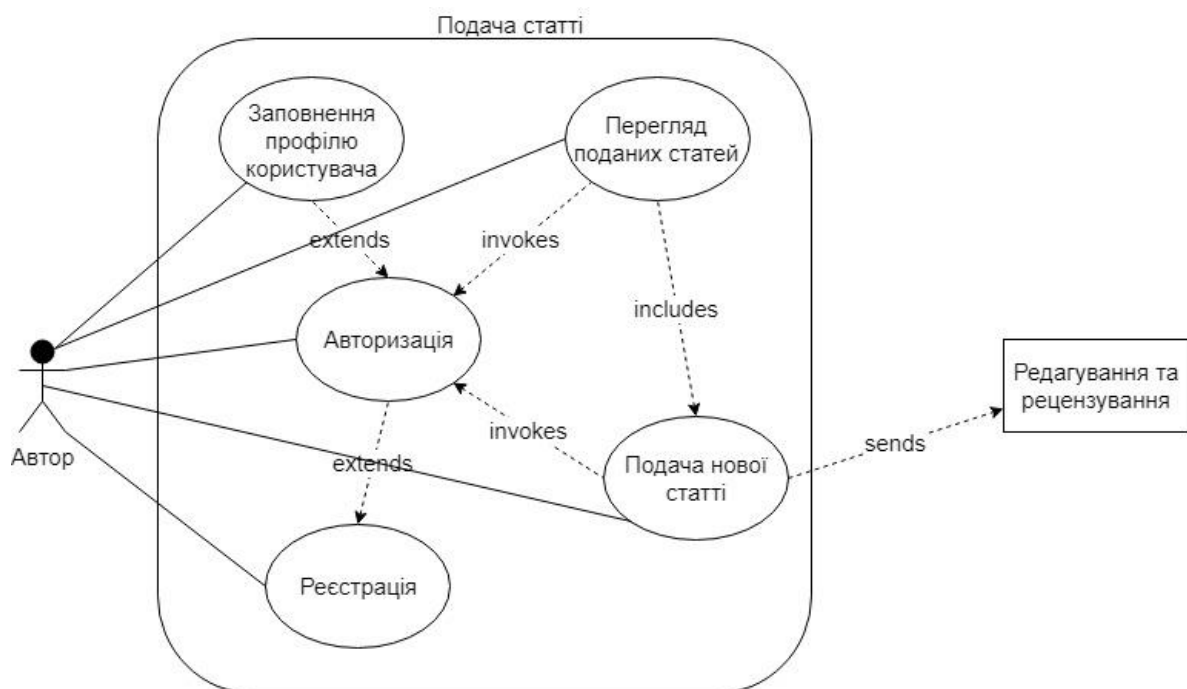 Подача статті
Заповнення
профілю
користувача
Перегляд
поданих статей
extends
invokes
includes
Авторизація
Редагування та
рецензування
Автор
invokes
sends
extends
Подача нової
статті
Реєстрація